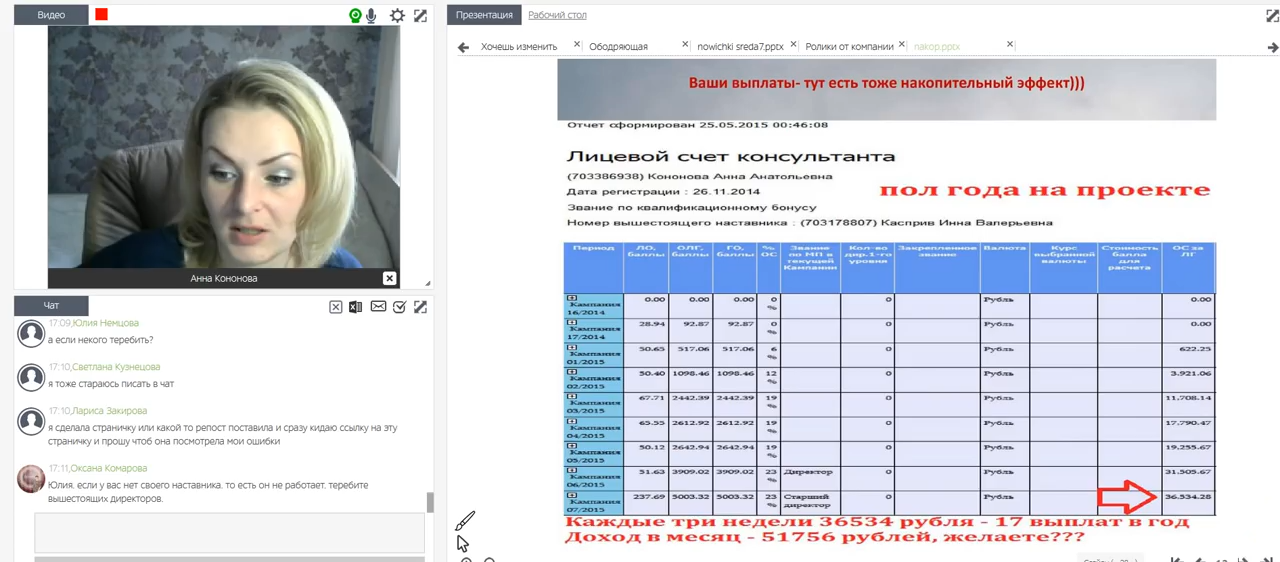 Видео
Анна Кононова
Чат
17:09,Юлия Немцова
а если некого теребить?
17:10,Светлана Кузнецова
я тоже стараюсь писать в чат
17:10,Лариса Закирова
я сделала страничку или какой то репост поставила и сразу кидаю ссылку на эту
страничку и прошу чтоб она посмотрела мои ошибки
17:11,Оксана Комарова
Юлия. если у вас нет своего наставника. то есть он не работает. теребите
вышестоящих директоров.
Презентация Рабочий стол
Хочешь изменить Ободряющая nowichki sreda7.pptx Ролики от компании nakop.pptx
Ваши выплаты- тут есть тоже накопительный эффект)))
Отчет сформирован 25.05.2015 00:46:08
Лицевой счет консультанта
(703386938) Кононова Анна Анатольевна
Дата регистрации : 26.11.2014
пол года на проекте
Звание по квалификационному бонусу
Номер вышестоящего наставника : (703178807) Касприв Инна Валерьевна
Период ЛО, баллы ОЛГ, баллы ГО, баллы % ОС Звание по МП в текущей Кампании Кол-во дир.1-го уровня Закрепленное звание Валюта Курс выбранной валюты Стоимость балла для расчета ОС за ЛГ
Кампания 16/2014 0.00 0.00 0.00 0 % 0 Рубль 0.00
Кампания 17/2014 28.94 92.87 92.87 0 % 0 Рубль 0.00
Кампания 01/2015 50.65 517.06 517.06 6 % 0 Рубль 622.25
Кампания 02/2015 50.40 1098.46 1098.46 12 % 0 Рубль 3,921.06
Кампания 03/2015 67.71 2442.39 2442.39 19 % 0 Рубль 11,708.14
Кампания 04/2015 65.55 2612.92 2612.92 19 % 0 Рубль 17,790.47
Кампания 05/2015 50.12 2642.94 2642.94 19 % 0 Рубль 19,255.67
Кампания 06/2015 51.63 3909.02 3909.02 23 % Директор 0 Рубль 31,505.67
Кампания 07/2015 237.69 5003.32 5003.32 23 % Старший директор 0 Рубль 36,534.28
Каждые три недели 36534 рубля - 17 выплат в год
Доход в месяц - 51756 рублей, желаете???